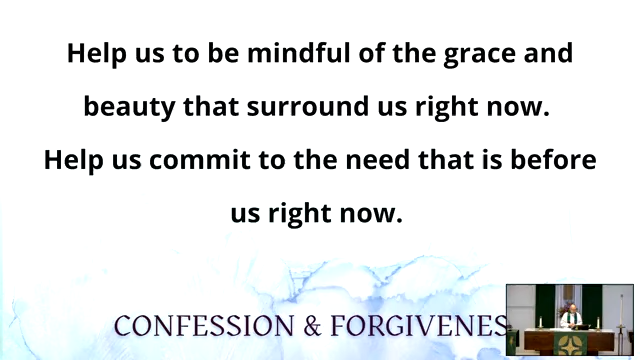 Help us to be mindful of the grace and
beauty that surround us right now.
Help us commit to the need that is before
us right now.
CONFESSION & FORGIVENES